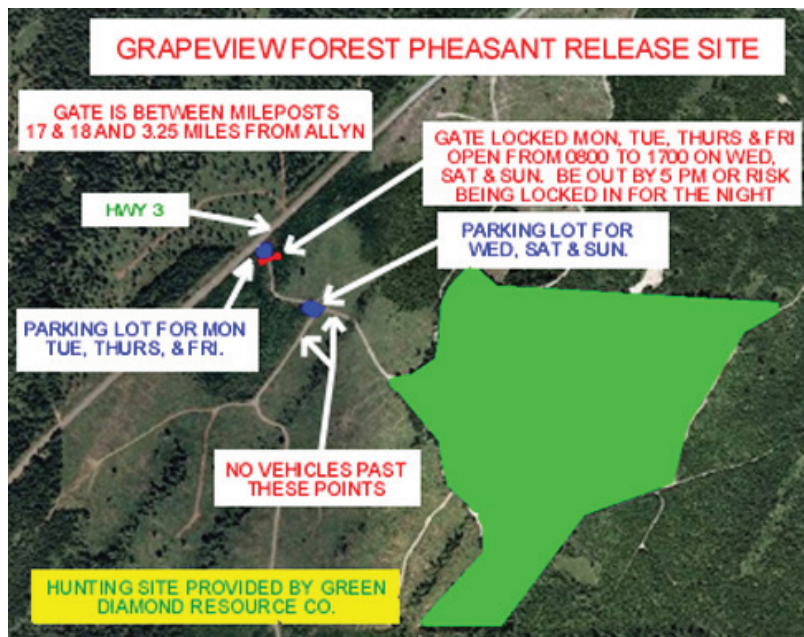 GRAPEVIEW FOREST PHEASANT RELEASE SITE
GATE IS BETWEEN MILEPOSTS
17 & 18 AND 3.25 MILES FROM ALLYN
GATE LOCKED MON, TUE, THURS & FRI
OPEN FROM 0800 TO 1700 ON WED,
SAT & SUN. BE OUT BY 5 PM OR RISK
BEING LOCKED IN FOR THE NIGHT
HWY 3
PARKING LOT FOR
WED, SAT & SUN.
PARKING LOT FOR MON
TUE, THURS, & FRI.
NO VEHICLES PAST
THESE POINTS
HUNTING SITE PROVIDED BY GREEN
DIAMOND RESOURCE CO.